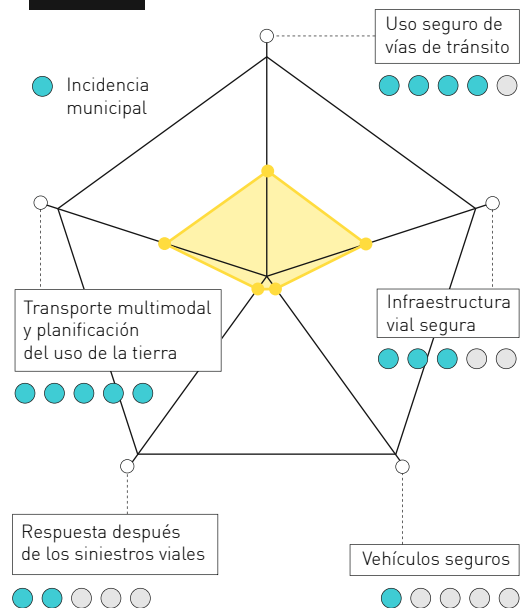 Uso seguro de
vías de tránsito
Incidencia
municipal
Transporte multimodal
y planificación
del uso de la tierra
Infraestructura
vial segura
Respuesta después
de los siniestros viales
Vehículos seguros